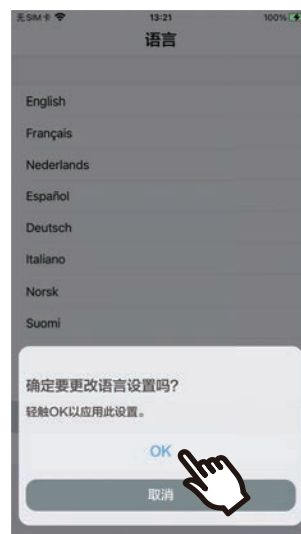 无SIM卡 13:21 100%
语言
English
Français
Nederlands
Español
Deutsch
Italiano
Norsk
Suomi
确定要更改语言设置吗?
轻触OK以应用此设置。
OK
取消